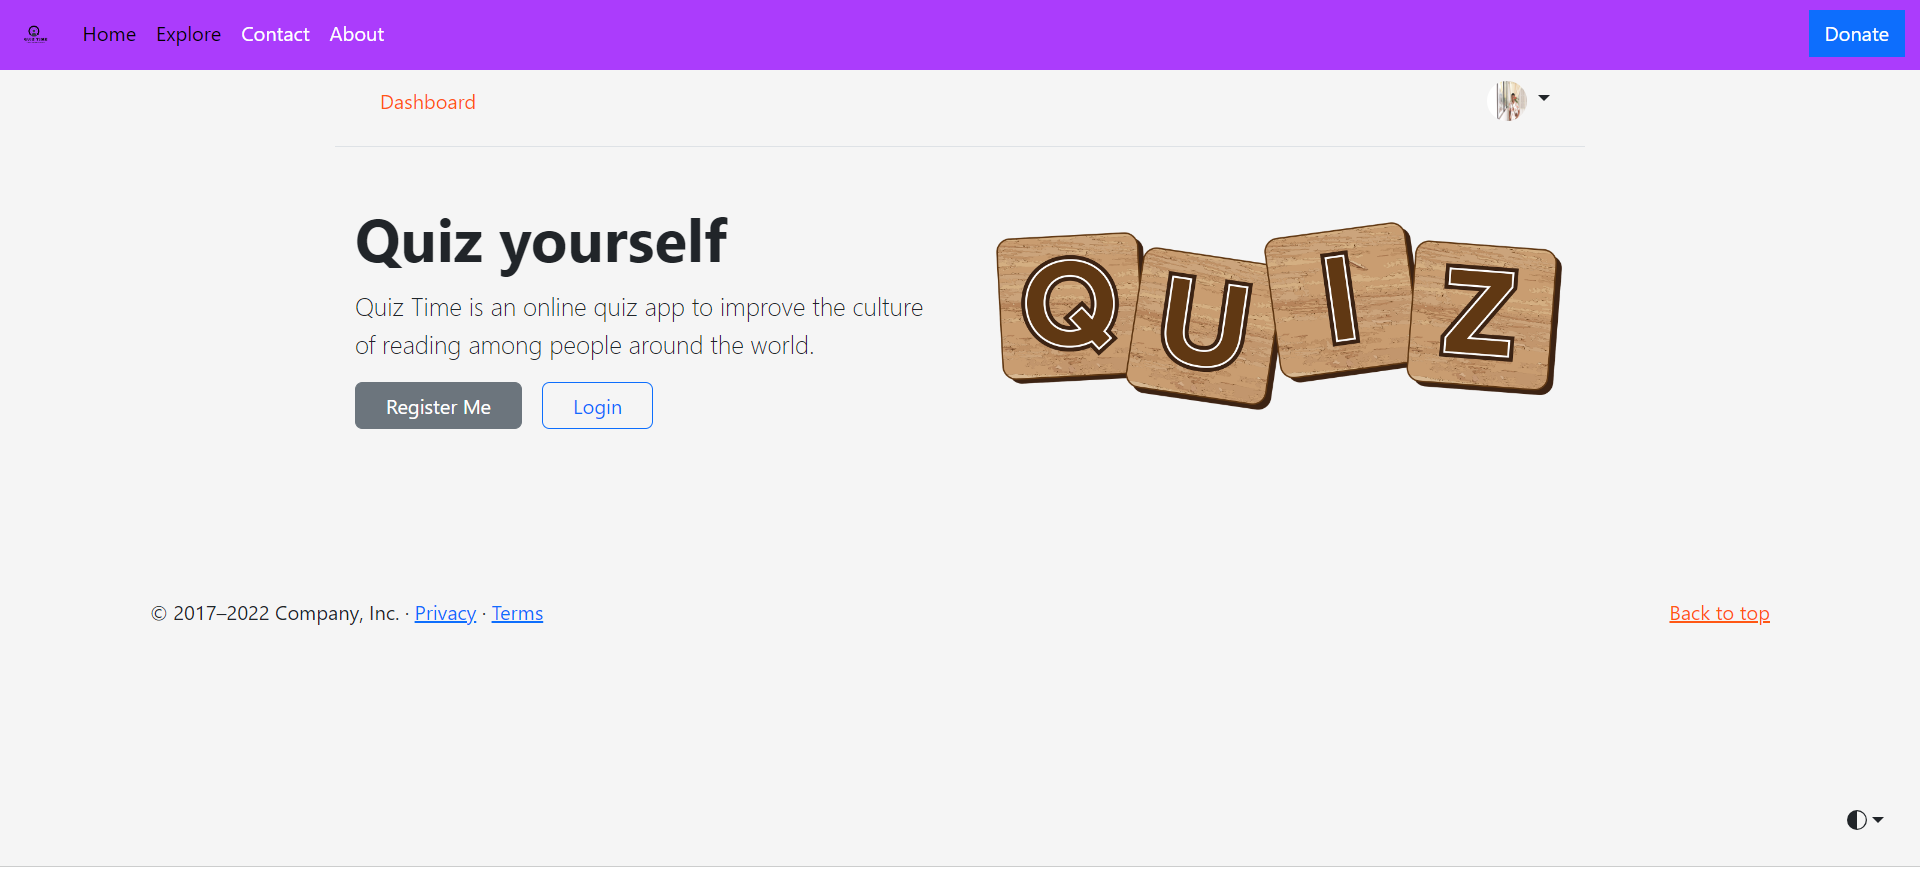 Home Explore Contact About Donate
Dashboard
Quiz yourself
QUIZ
Quiz Time is an online quiz app to improve the culture
of reading among people around the world.
Register Me Login
© 2017–2022 Company, Inc. · Privacy · Terms Back to top